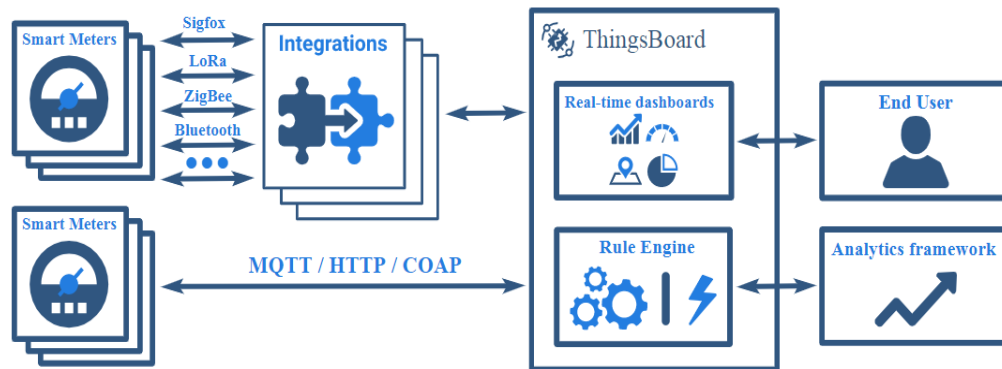 Smart Meters
Sigfox
LoRa
ZigBee
Bluetooth
Integrations
ThingsBoard
Real-time dashboards
End User
Smart Meters
MQTT / HTTP / COAP
Rule Engine
Analytics framework